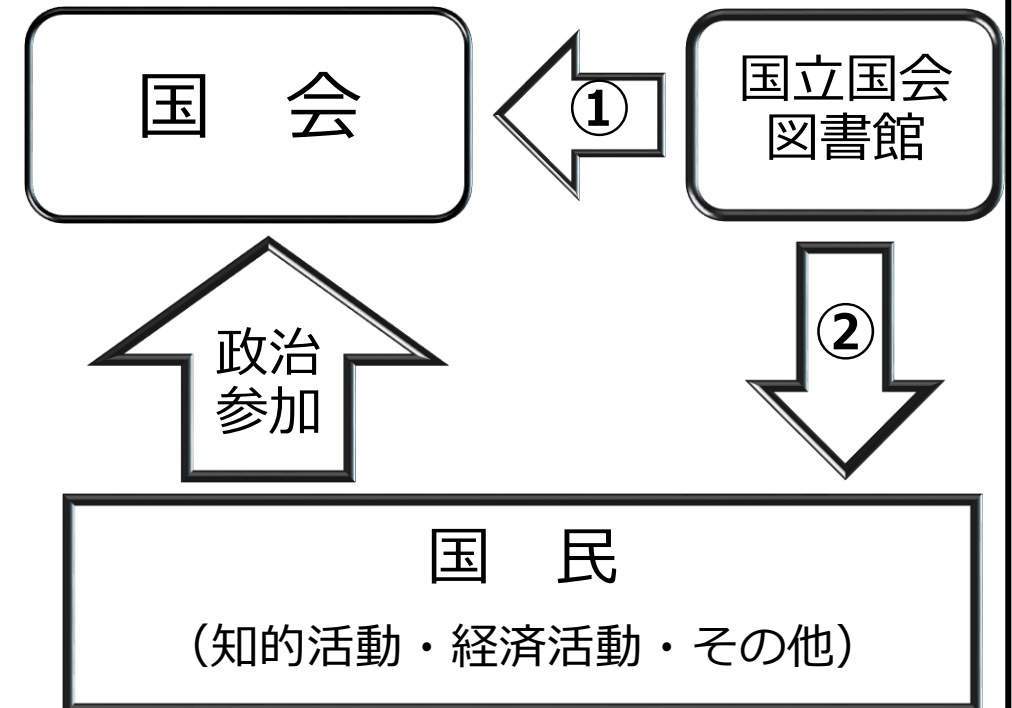 国　会
①
国立国会
図書館
政治
参加
②
国　民
（知的活動・経済活動・その他）